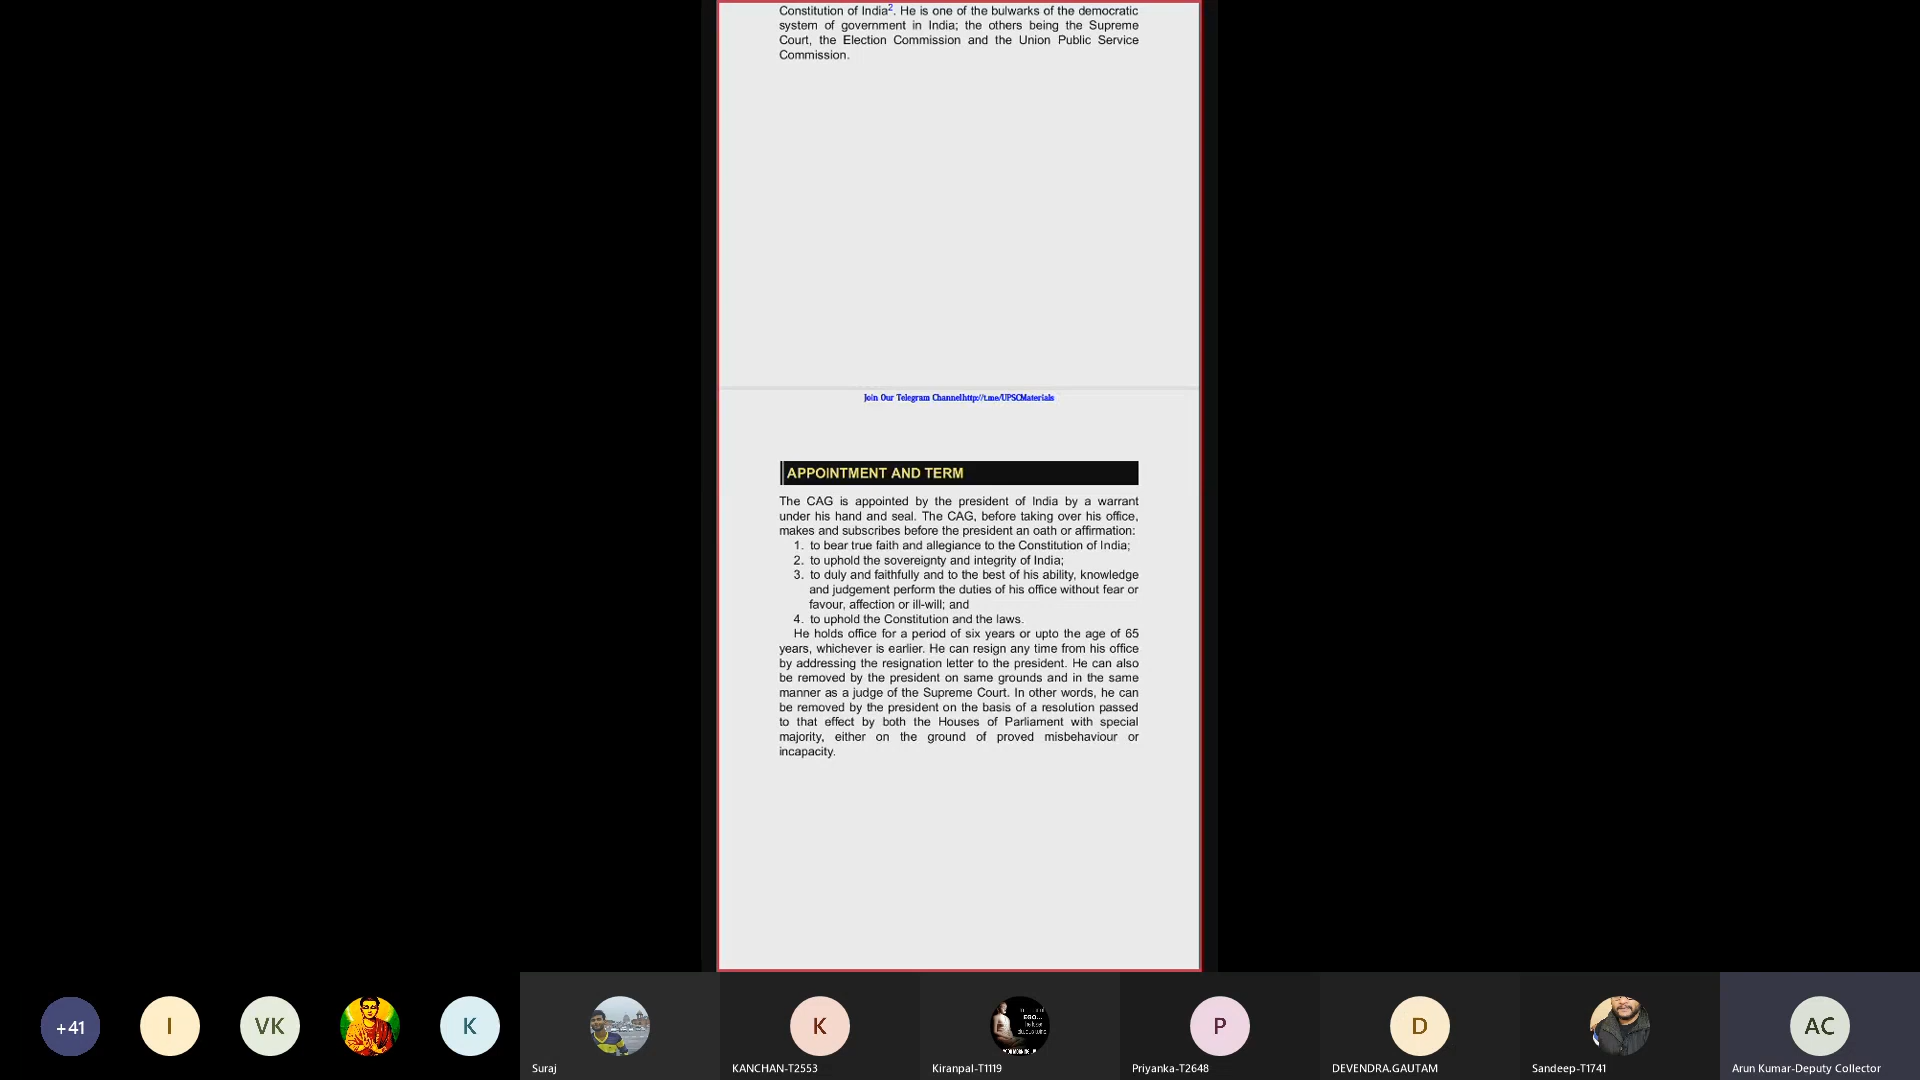 Constitution of India2. He is one of the bulwarks of the democratic
system of government in India; the others being the Supreme
Court, the Election Commission and the Union Public Service
Commission.
Join Our Telegram Channelhttp://t.me/UPSCMaterials
APPOINTMENT AND TERM
The CAG is appointed by the president of India by a warrant
under his hand and seal. The CAG, before taking over his office,
makes and subscribes before the president an oath or affirmation:
1. to bear true faith and allegiance to the Constitution of India;
2. to uphold the sovereignty and integrity of India;
3. to duly and faithfully and to the best of his ability, knowledge
and judgement perform the duties of his office without fear or
favour, affection or ill-will; and
4. to uphold the Constitution and the laws.
He holds office for a period of six years or upto the age of 65
years, whichever is earlier. He can resign any time from his office
by addressing the resignation letter to the president. He can also
be removed by the president on same grounds and in the same
manner as a judge of the Supreme Court. In other words, he can
be removed by the president on the basis of a resolution passed
to that effect by both the Houses of Parliament with special
majority, either on the ground of proved misbehaviour or
incapacity.
+41
I
VK
K
K
EGO...
P
D
AC
Suraj
KANCHAN-T2553
Kiranpal-T1119
Priyanka-T2648
DEVENDRA.GAUTAM
Sandeep-T1741
Arun Kumar-Deputy Collector